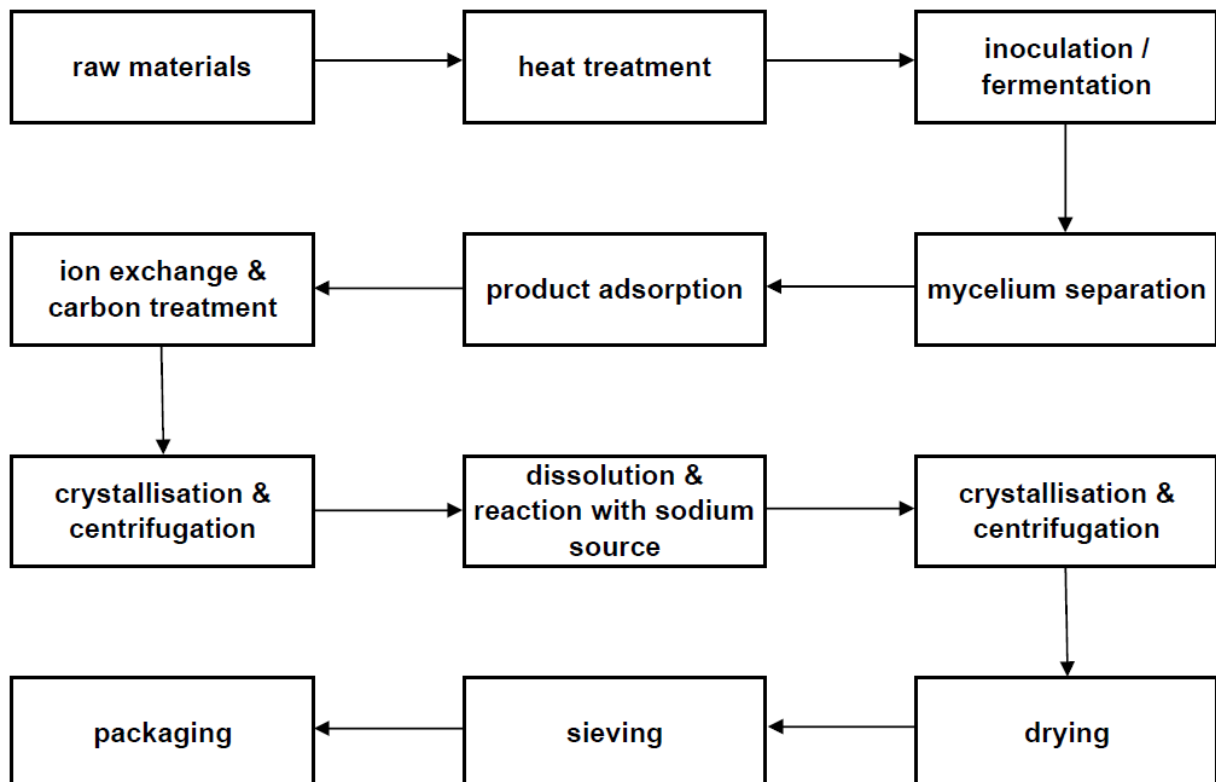 raw materials
heat treatment
inoculation /
fermentation
ion exchange &
carbon treatment
product adsorption
mycelium separation
crystallisation &
centrifugation
dissolution &
reaction with sodium
source
crystallisation &
centrifugation
packaging
sieving
drying